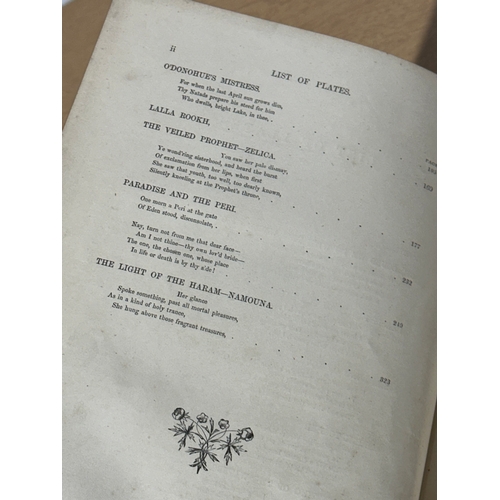 ii
LIST OF PLATES.
O'DONOHUE'S MISTRESS.
For when the last April sun grows dim,
Thy Naïads prepare his steed for him
Who dwells, bright Lake, in thee,
LALLA ROOKH,
THE VEILED PROPHET—ZELICA.
You saw her pale dismay,
Ye wond'ring sisterhood, and heard the burst
Of exclamation from her lips, when first
She saw that youth, too well, too dearly known,
Silently kneeling at the Prophet's throne,
PARADISE AND THE PERI.
One morn a Peri at the gate
Of Eden stood, disconsolate,
177
Nay, turn not from me that dear face—
Am I not thine—thy own lov'd bride—
The one, the chosen one, whose place
In life or death is by thy side!
222
THE LIGHT OF THE HARAM—NAMOUNA.
Her glance
Spoke something, past all mortal pleasures,
As in a kind of holy trance,
She hung above those fragrant treasures,
323